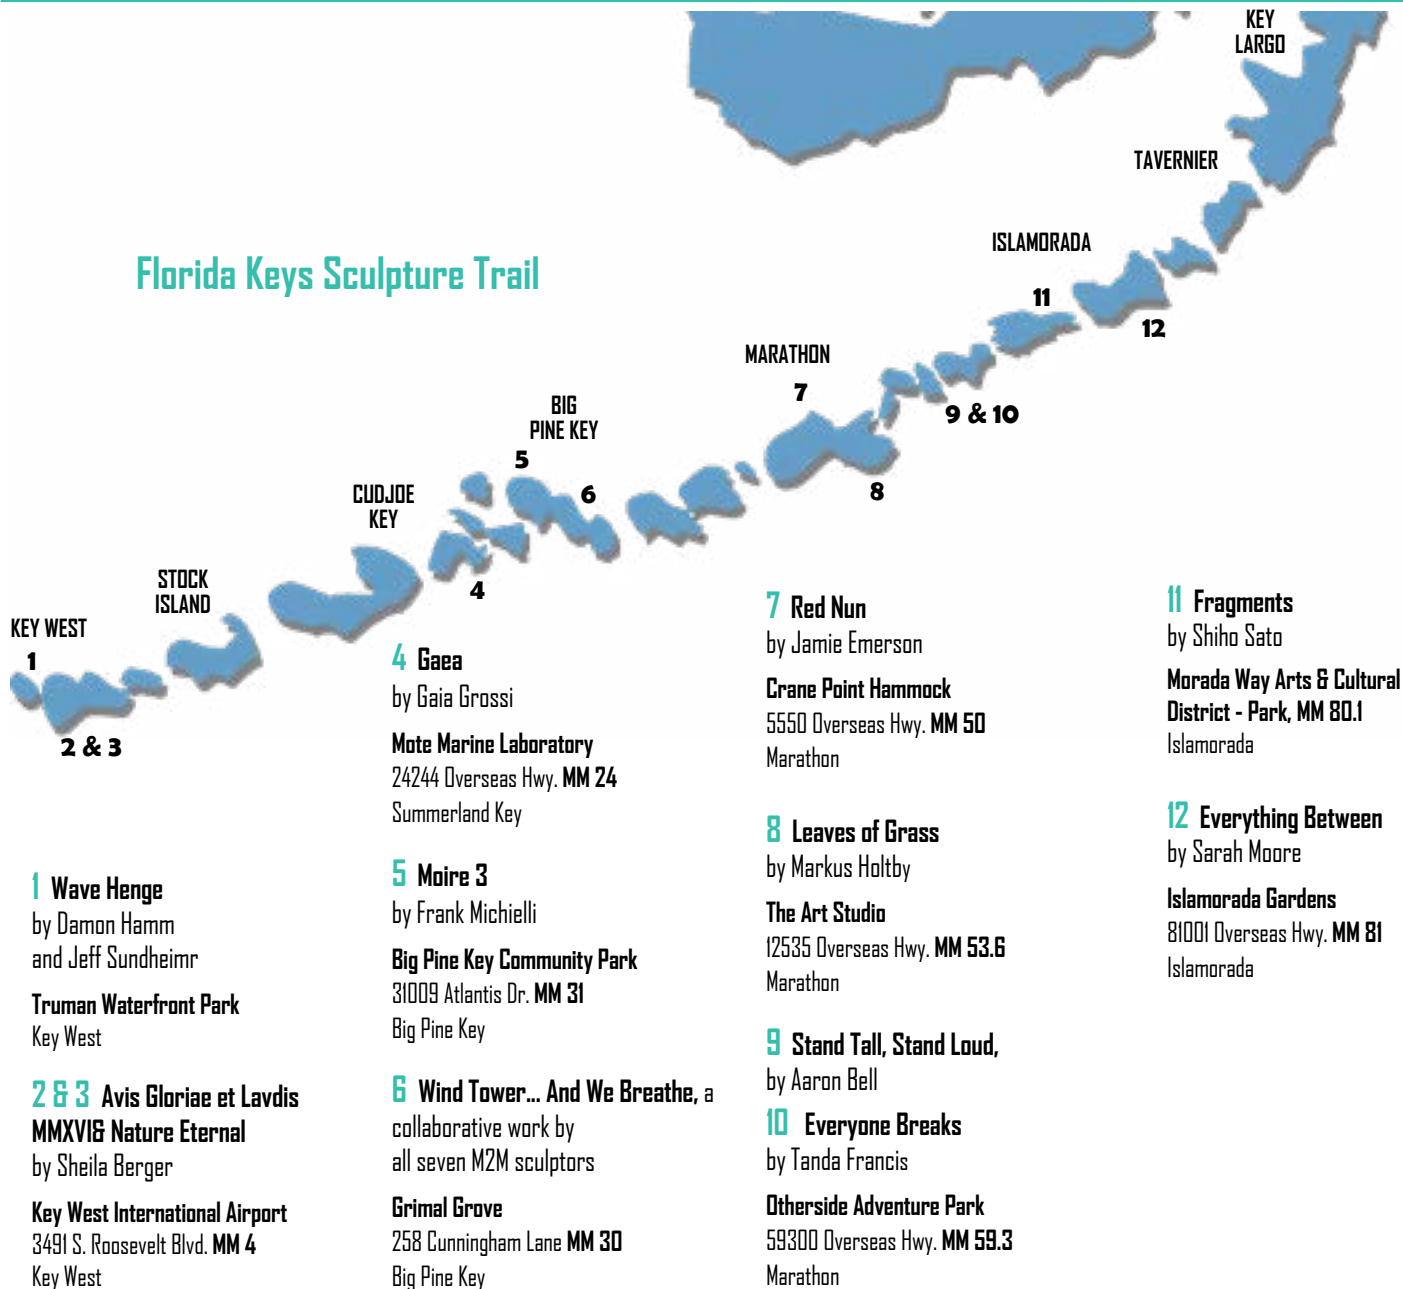 KEY
LARGO
TAVERNIER
ISLAMORADA
11
12
Florida Keys Sculpture Trail
MARATHON
7
9 & 10
8
BIG
PINE KEY
5
6
CUDJOE
KEY
4
STOCK
ISLAND
KEY WEST
1
2 & 3
1 Wave Henge
by Damon Hamm
and Jeff Sundheimr
Truman Waterfront Park
Key West
2 & 3 Avis Gloriae et Lavdis
MMXVI& Nature Eternal
by Sheila Berger
Key West International Airport
3491 S. Roosevelt Blvd. MM 4
Key West
4 Gaea
by Gaia Grossi
Mote Marine Laboratory
24244 Overseas Hwy. MM 24
Summerland Key
5 Moire 3
by Frank Michielli
Big Pine Key Community Park
31009 Atlantis Dr. MM 31
Big Pine Key
6 Wind Tower... And We Breathe, a
collaborative work by
all seven M2M sculptors
Grimal Grove
258 Cunningham Lane MM 30
Big Pine Key
7 Red Nun
by Jamie Emerson
Crane Point Hammock
5550 Overseas Hwy. MM 50
Marathon
8 Leaves of Grass
by Markus Holtby
The Art Studio
12535 Overseas Hwy. MM 53.6
Marathon
9 Stand Tall, Stand Loud,
by Aaron Bell
10 Everyone Breaks
by Tanda Francis
Otherside Adventure Park
59300 Overseas Hwy. MM 59.3
Marathon
11 Fragments
by Shiho Sato
Morada Way Arts & Cultural
District - Park, MM 80.1
Islamorada
12 Everything Between
by Sarah Moore
Islamorada Gardens
81001 Overseas Hwy. MM 81
Islamorada